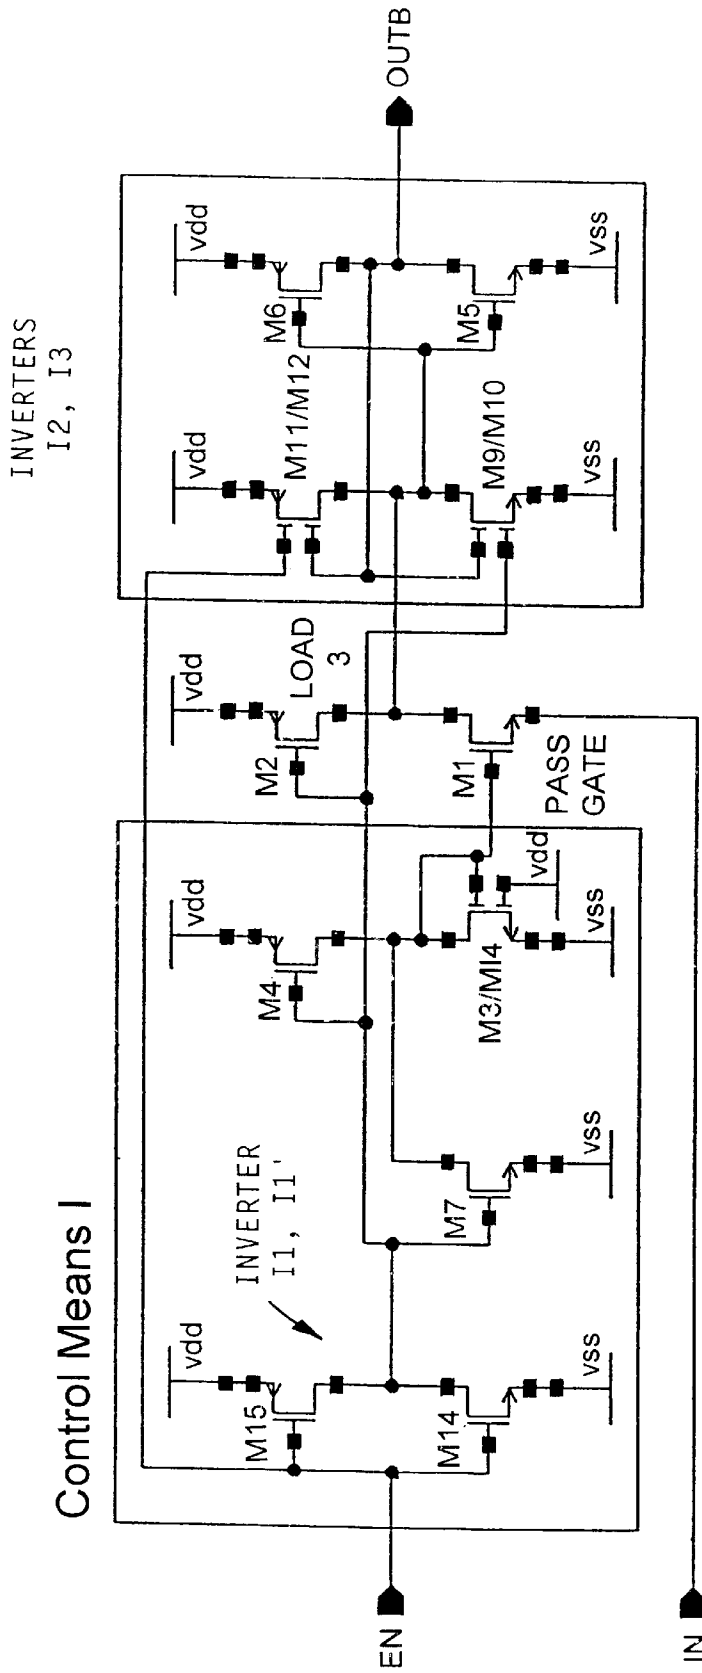 Control Means I
INVERTERS
I2, I3
INVERTER
I1, I1'
vdd
vdd
vdd
vdd
vdd
M15
M4
M2
LOAD
3
M11/M12
M6
OUTB
EN
M14
M7
M3/MI4
vdd
M1
PASS
GATE
M9/M10
M5
vss
vss
vss
vss
vss
IN